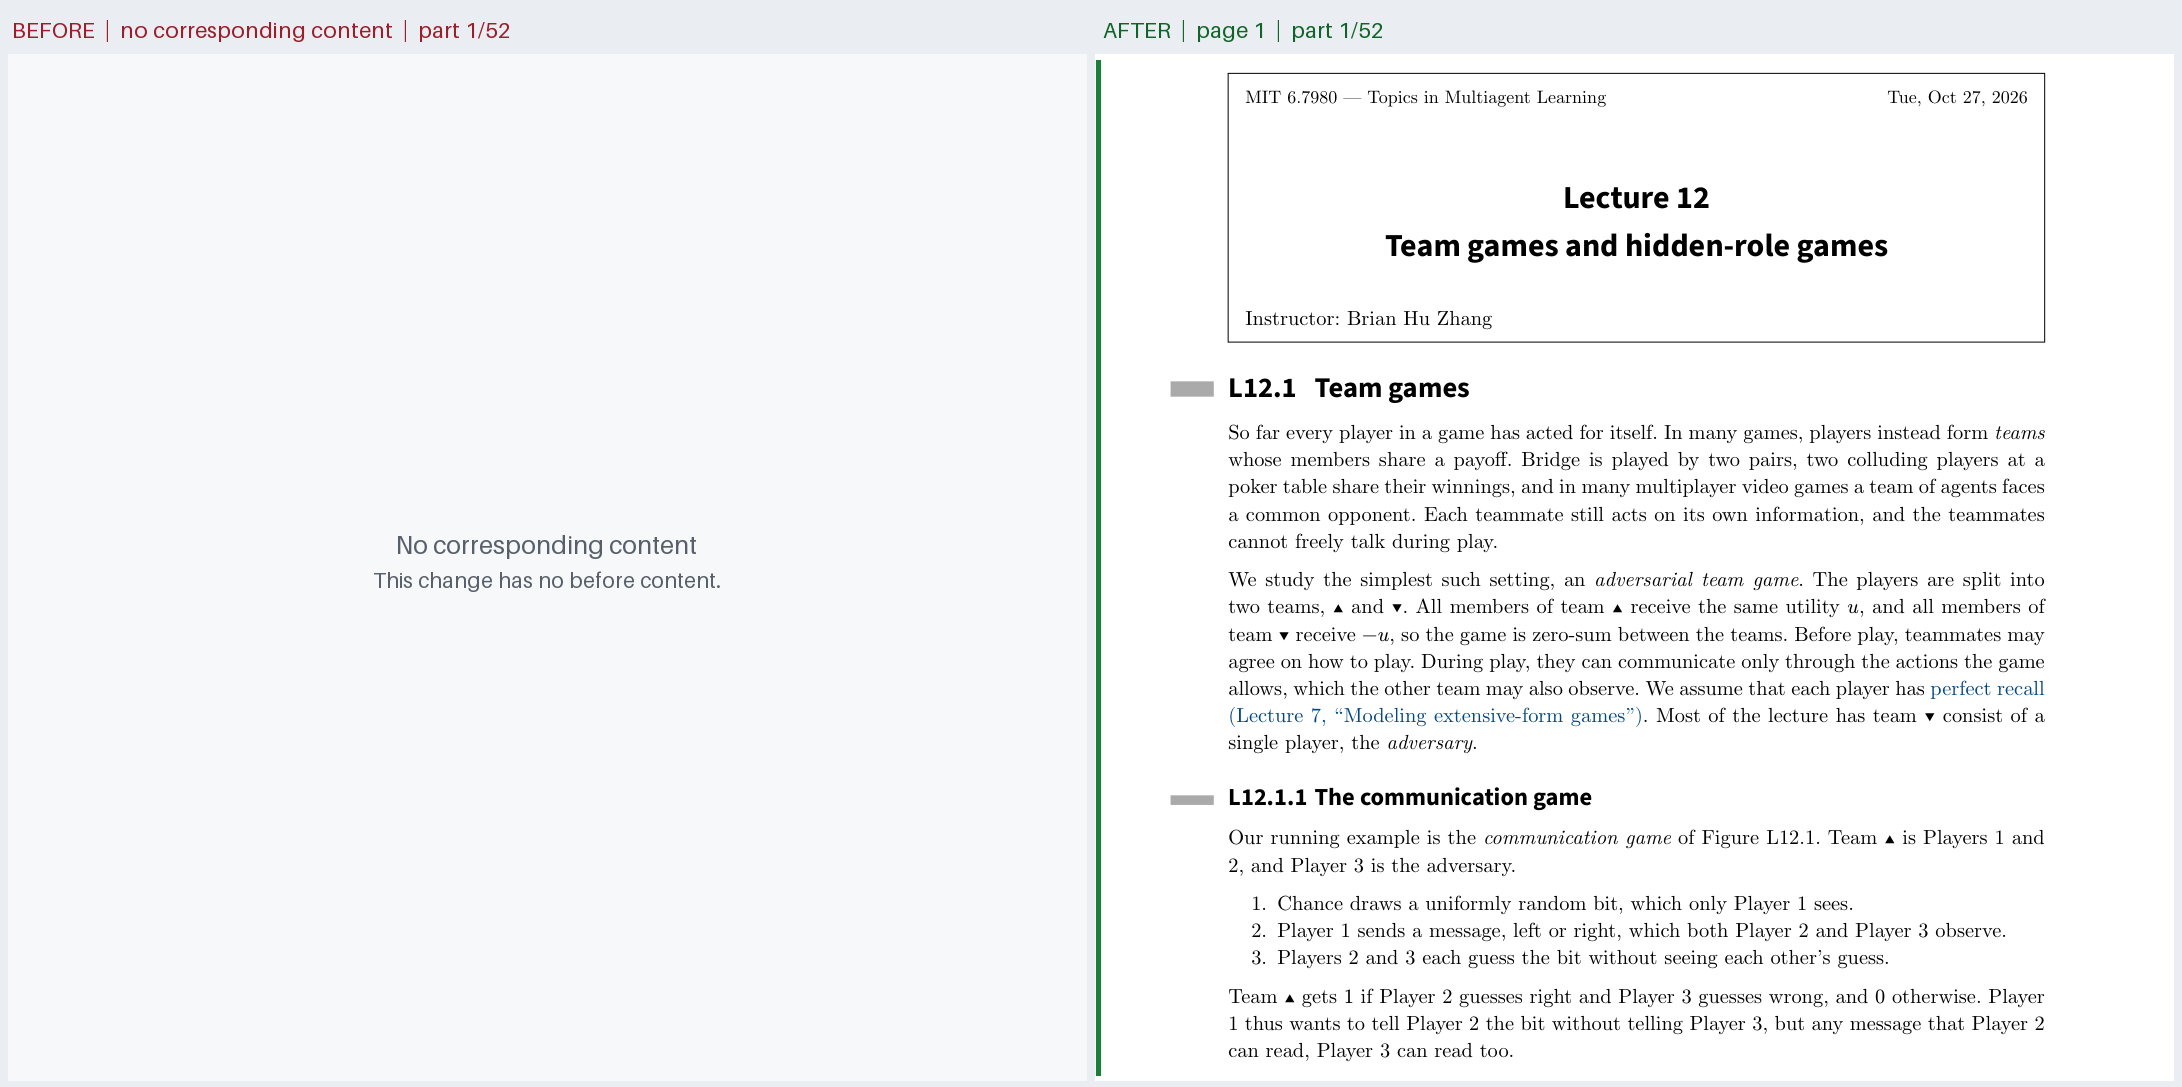 BEFORE | no corresponding content | part 1/52
AFTER | page 1 | part 1/52
No corresponding content
This change has no before content.
MIT 6.7980 — Topics in Multiagent Learning
Tue, Oct 27, 2026
Lecture 12
Team games and hidden-role games
Instructor: Brian Hu Zhang
L12.1 Team games
So far every player in a game has acted for itself. In many games, players instead form teams
whose members share a payoff. Bridge is played by two pairs, two colluding players at a
poker table share their winnings, and in many multiplayer video games a team of agents faces
a common opponent. Each teammate still acts on its own information, and the teammates
cannot freely talk during play.
We study the simplest such setting, an adversarial team game. The players are split into
two teams, ▲ and ▼. All members of team ▲ receive the same utility u, and all members of
team ▼ receive −u, so the game is zero-sum between the teams. Before play, teammates may
agree on how to play. During play, they can communicate only through the actions the game
allows, which the other team may also observe. We assume that each player has perfect recall
(Lecture 7, “Modeling extensive-form games”). Most of the lecture has team ▼ consist of a
single player, the adversary.
L12.1.1 The communication game
Our running example is the communication game of Figure L12.1. Team ▲ is Players 1 and
2, and Player 3 is the adversary.
1. Chance draws a uniformly random bit, which only Player 1 sees.
2. Player 1 sends a message, left or right, which both Player 2 and Player 3 observe.
3. Players 2 and 3 each guess the bit without seeing each other’s guess.
Team ▲ gets 1 if Player 2 guesses right and Player 3 guesses wrong, and 0 otherwise. Player
1 thus wants to tell Player 2 the bit without telling Player 3, but any message that Player 2
can read, Player 3 can read too.